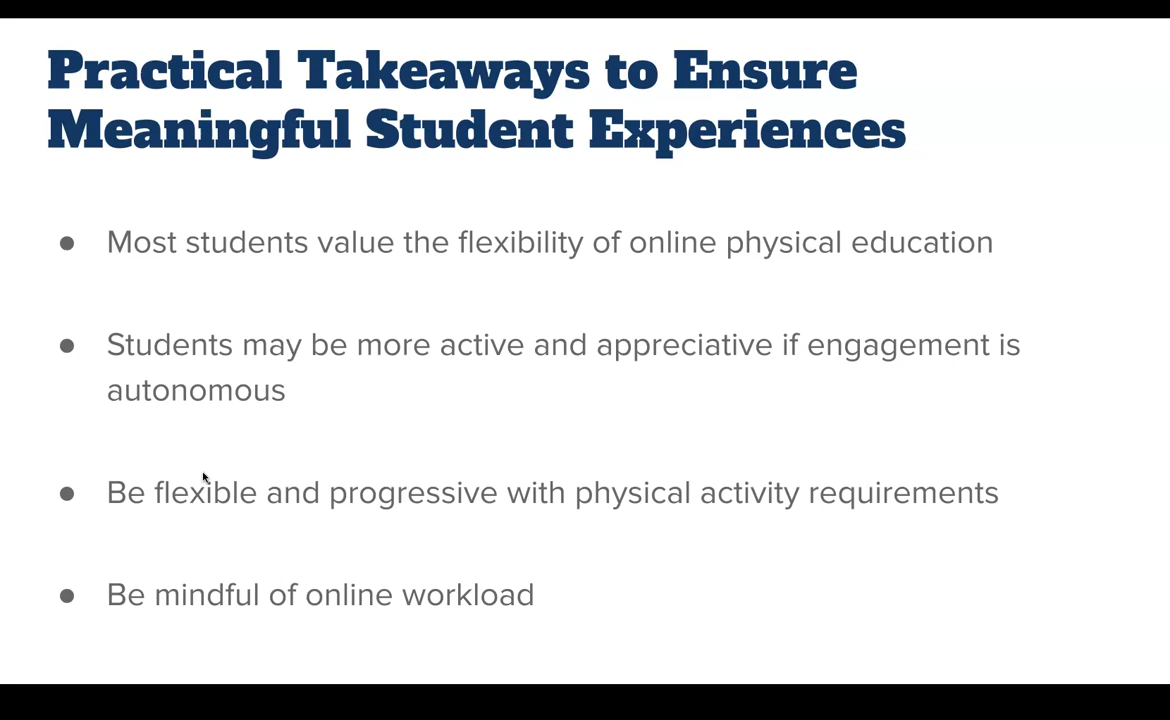 Practical Takeaways to Ensure
Meaningful Student Experiences
● Most students value the flexibility of online physical education
● Students may be more active and appreciative if engagement is
autonomous
● Be flexible and progressive with physical activity requirements
● Be mindful of online workload